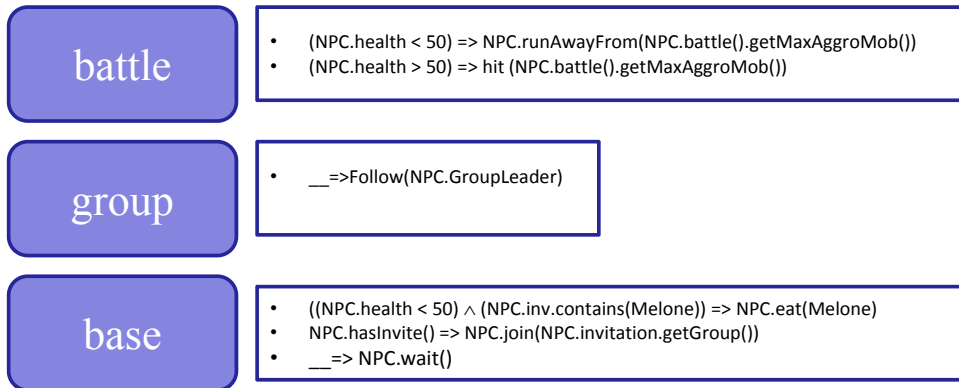 battle
• (NPC.health < 50) => NPC.runAwayFrom(NPC.battle().getMaxAggroMob())
• (NPC.health > 50) => hit (NPC.battle().getMaxAggroMob())
group
• __=>Follow(NPC.GroupLeader)
base
• ((NPC.health < 50) ∧ (NPC.inv.contains(Melone)) => NPC.eat(Melone)
• NPC.hasInvite() => NPC.join(NPC.invitation.getGroup())
• __=> NPC.wait()